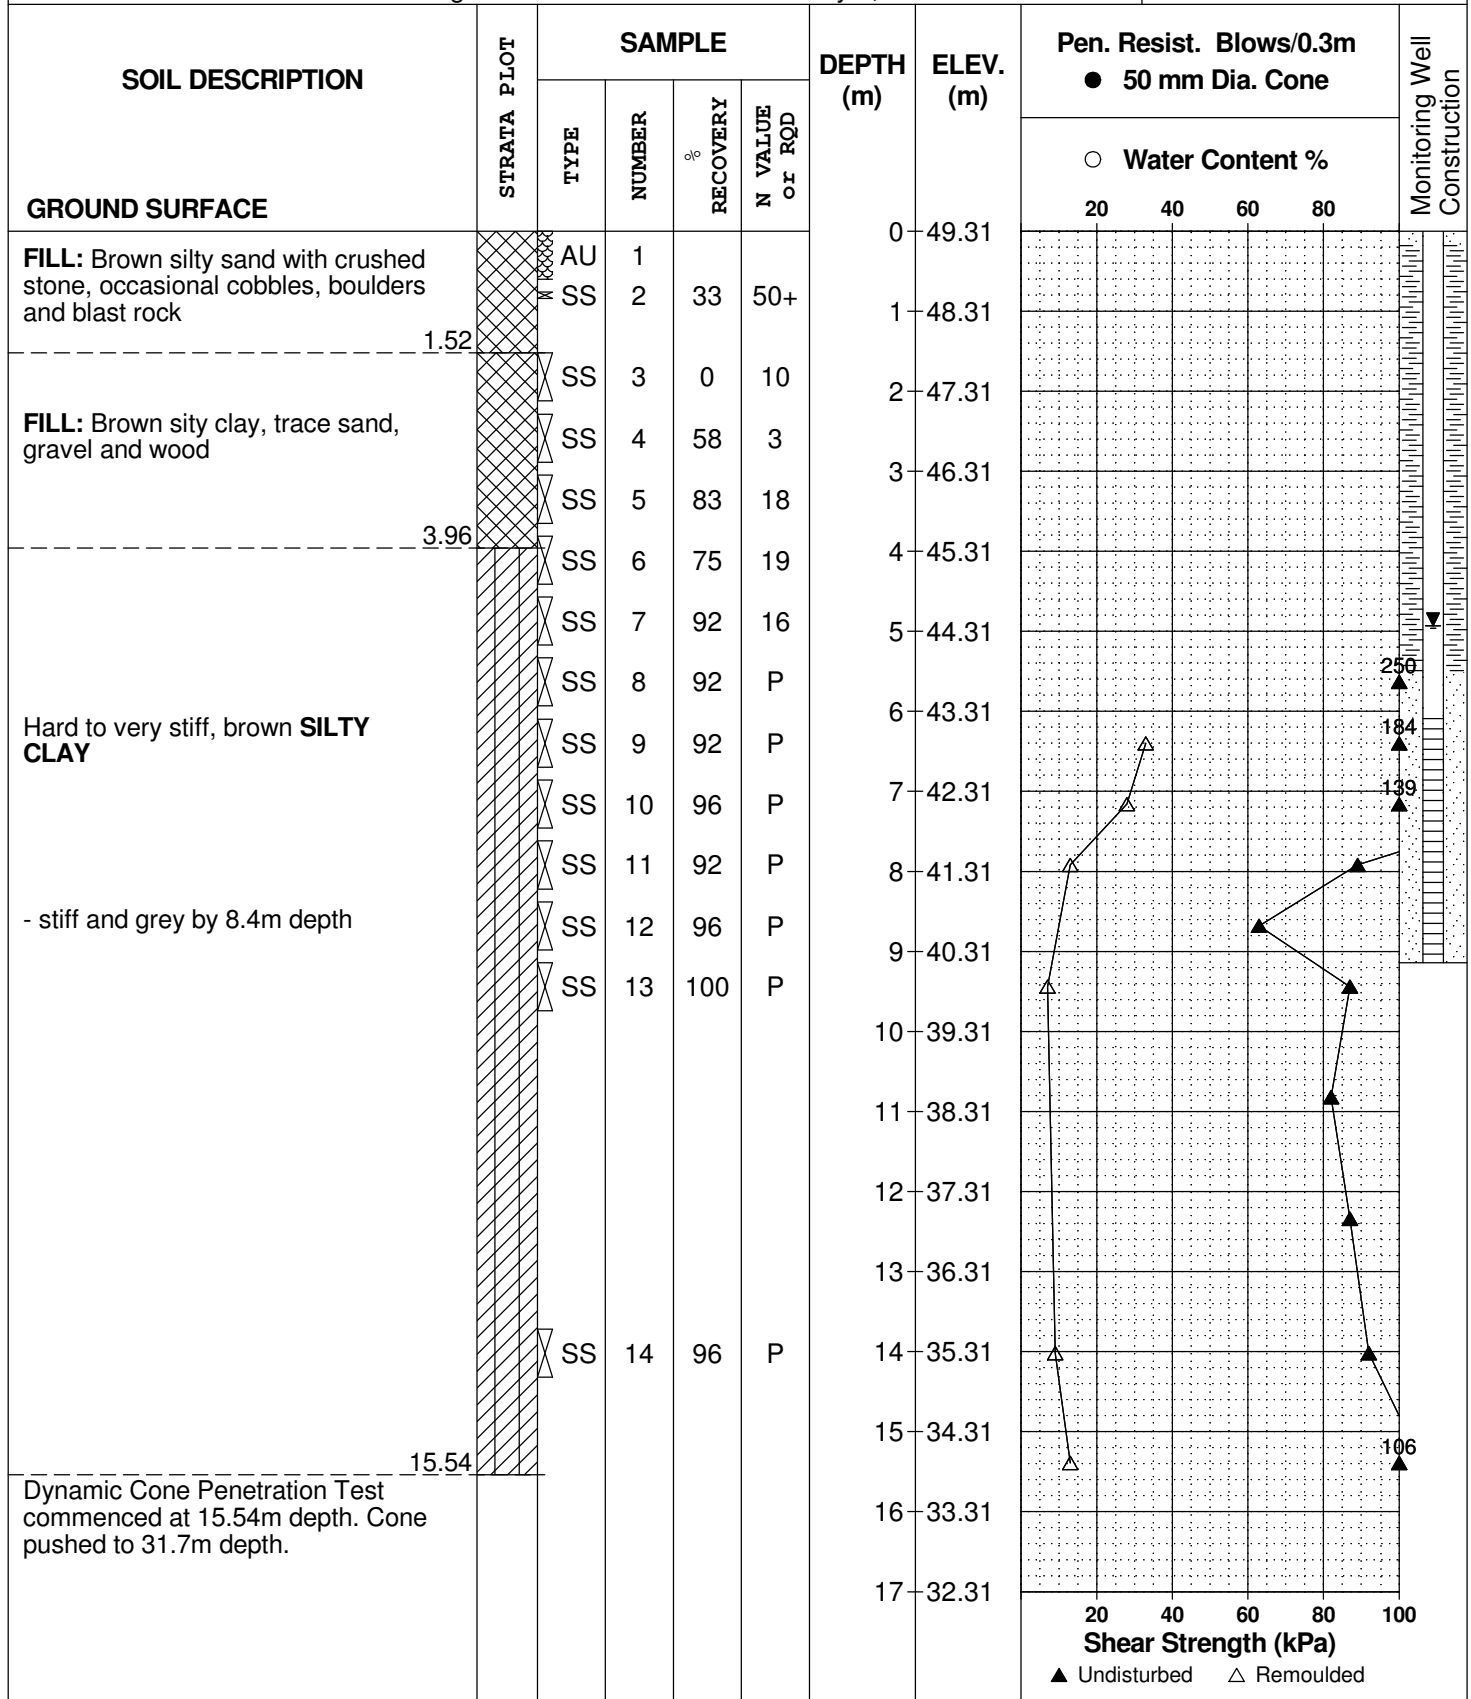 SOIL DESCRIPTION
GROUND SURFACE
STRATA PLOT
SAMPLE
TYPE
NUMBER
% RECOVERY
N VALUE or RQD
DEPTH (m)
ELEV. (m)
Pen. Resist. Blows/0.3m
● 50 mm Dia. Cone
○ Water Content %
20 40 60 80
Monitoring Well Construction
FILL: Brown silty sand with crushed
stone, occasional cobbles, boulders
and blast rock
1.52
FILL: Brown sity clay, trace sand,
gravel and wood
3.96
Hard to very stiff, brown SILTY
CLAY
- stiff and grey by 8.4m depth
15.54
Dynamic Cone Penetration Test
commenced at 15.54m depth. Cone
pushed to 31.7m depth.
AU 1
SS 2 33 50+
SS 3 0 10
SS 4 58 3
SS 5 83 18
SS 6 75 19
SS 7 92 16
SS 8 92 P
SS 9 92 P
SS 10 96 P
SS 11 92 P
SS 12 96 P
SS 13 100 P
SS 14 96 P
0 49.31
1 48.31
2 47.31
3 46.31
4 45.31
5 44.31
6 43.31
7 42.31
8 41.31
9 40.31
10 39.31
11 38.31
12 37.31
13 36.31
14 35.31
15 34.31
16 33.31
17 32.31
250
184
139
106
20 40 60 80 100
Shear Strength (kPa)
▲ Undisturbed △ Remoulded